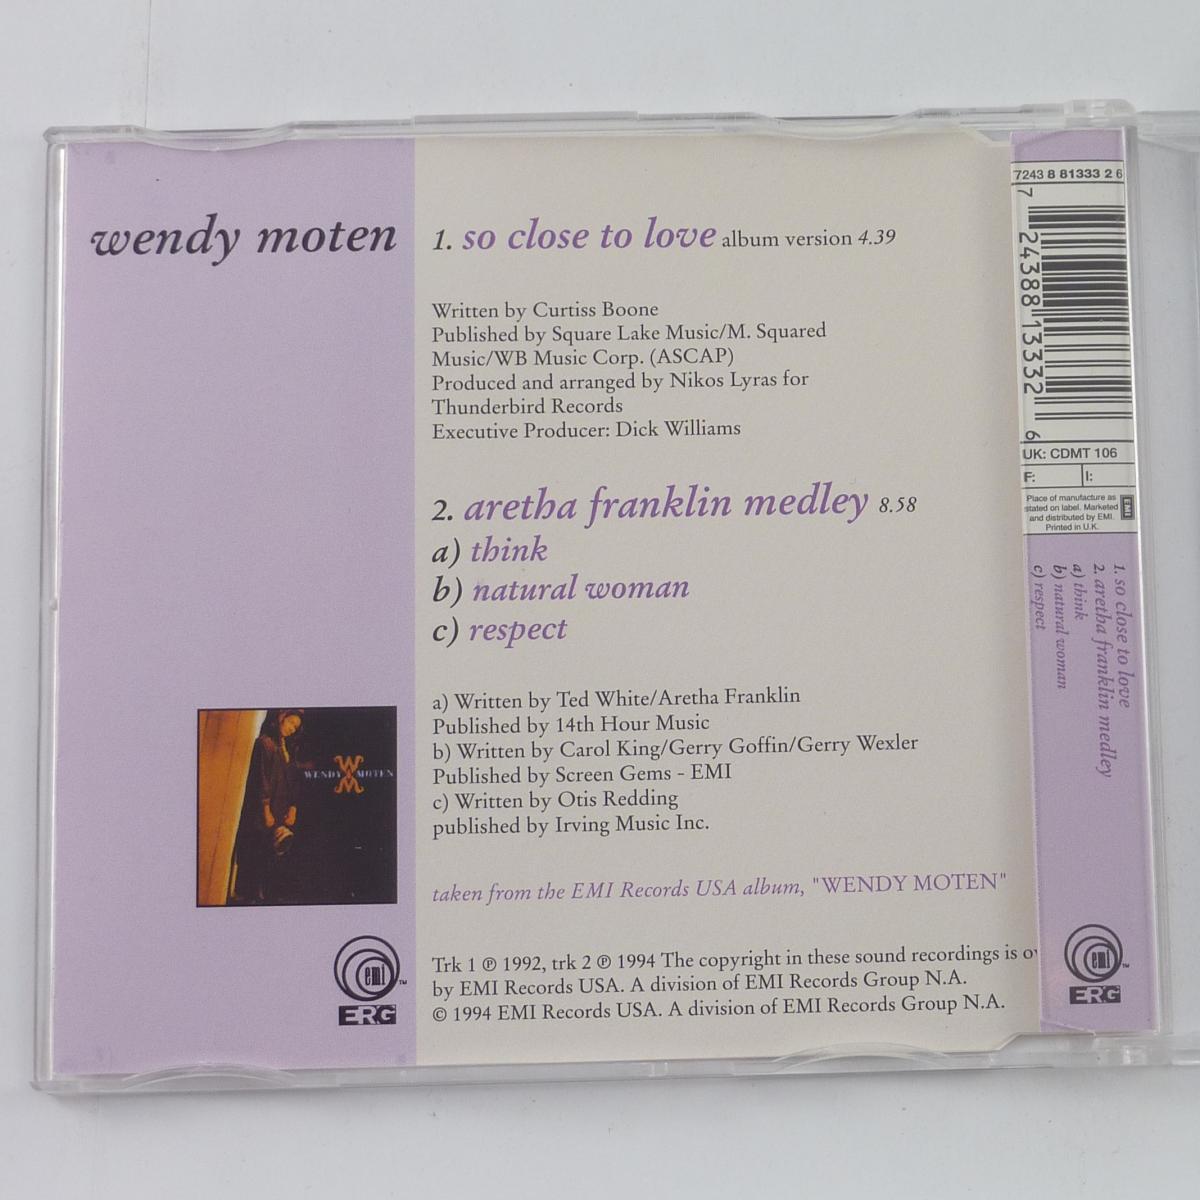 wendy moten
1. so close to love album version 4.39
Written by Curtiss Boone
Published by Square Lake Music/M. Squared
Music/WB Music Corp. (ASCAP)
Produced and arranged by Nikos Lyras for
Thunderbird Records
Executive Producer: Dick Williams
2. aretha franklin medley 8.58
a) think
b) natural woman
c) respect
a) Written by Ted White/Aretha Franklin
Published by 14th Hour Music
b) Written by Carol King/Gerry Goffin/Gerry Wexler
Published by Screen Gems - EMI
c) Written by Otis Redding
published by Irving Music Inc.
taken from the EMI Records USA album, "WENDY MOTEN"
Trk 1 ℗ 1992, trk 2 ℗ 1994 The copyright in these sound recordings is
by EMI Records USA. A division of EMI Records Group N.A.
© 1994 EMI Records USA. A division of EMI Records Group N.A.
WENDY MOTEN
WM
emi ™
ERG
7243 8 81333 2 6
7 24388 13332 6
UK: CDMT 106
F: I:
Place of manufacture as
stated on label. Marketed
and distributed by EMI.
Printed in U.K.
EMI
1. so close to love
2. aretha franklin medley
a) think
b) natural woman
c) respect
emi ™
ERG